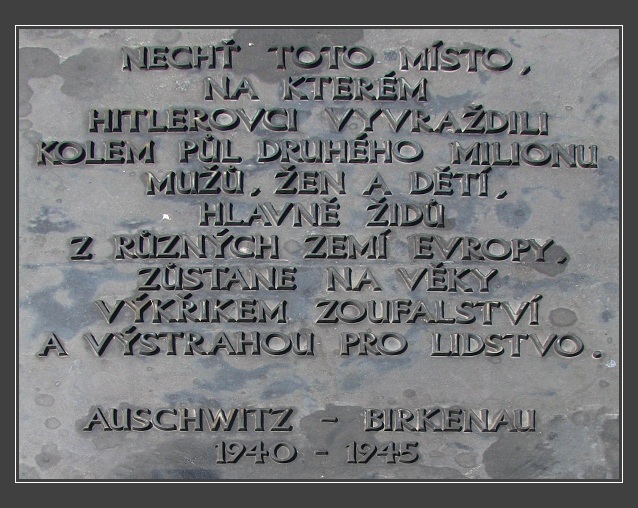 NECHŤ TOTO MÍSTO,
NA KTERÉM
HITLEROVCI VYVRAŽDILI
KOLEM PŮL DRUHÉHO MILIONU
MUŽŮ, ŽEN A DĚTÍ,
HLAVNĚ ŽIDŮ
Z RŮZNÝCH ZEMÍ EVROPY,
ZŮSTANE NA VĚKY
VÝKŘIKEM ZOUFALSTVÍ
A VÝSTRAHOU PRO LIDSTVO.
AUSCHWITZ - BIRKENAU
1940 - 1945